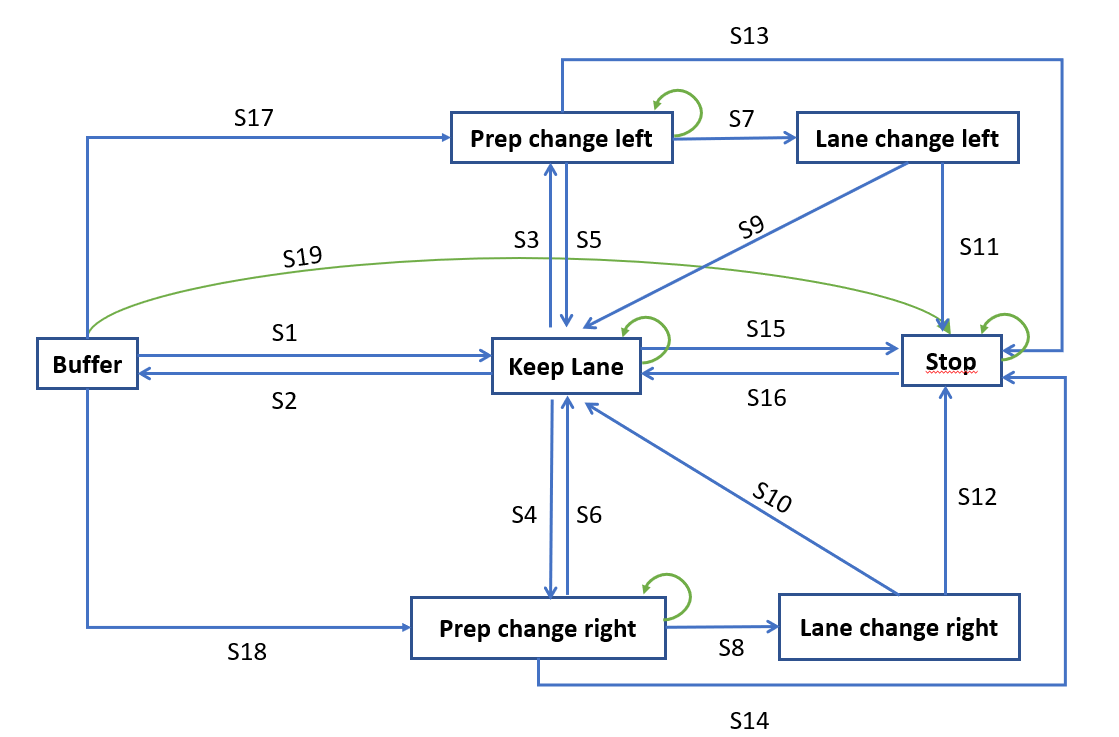 S13
S17
S7
Prep change left
Lane change left
S9
S3
S5
S11
S19
S1
S15
Buffer
Keep Lane
Stop
S2
S16
S10
S4
S6
S12
Prep change right
Lane change right
S18
S8
S14